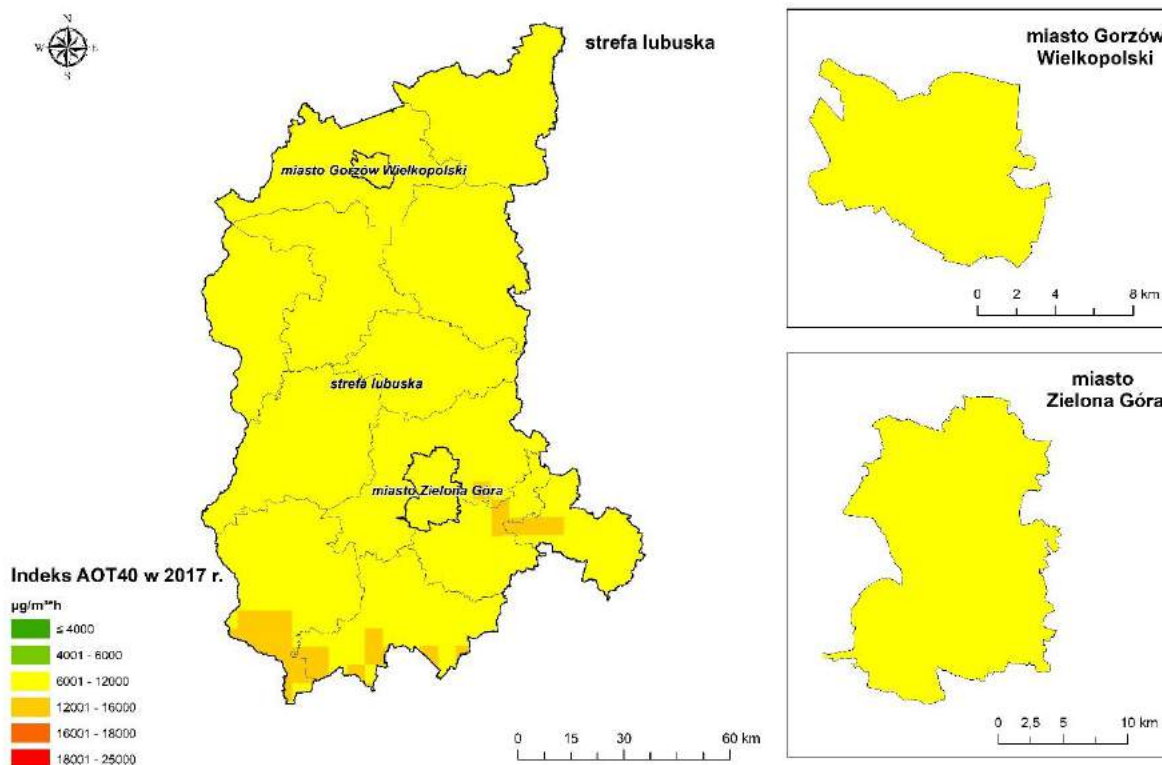 N
W E
S
strefa lubuska
miasto Gorzów
Wielkopolski
miasto Gorzów Wielkopolski
0 2 4 8 km
strefa lubuska
miasto
Zielona Góra
miasto Zielona Góra
Indeks AOT40 w 2017 r.
µg/m³*h
≤ 4000
4001 - 6000
6001 - 12000
12001 - 16000
16001 - 18000
18001 - 25000
0 15 30 60 km
0 2,5 5 10 km